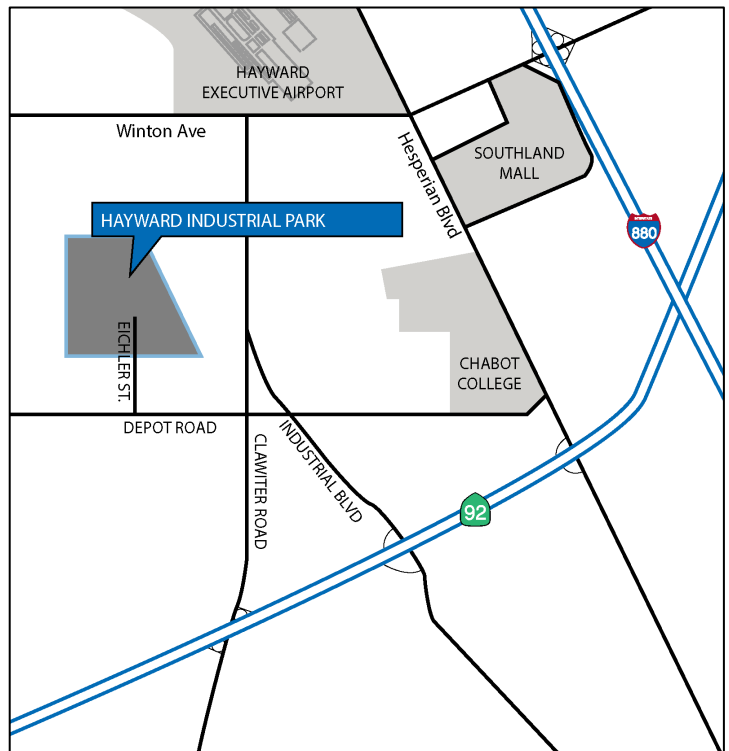 HAYWARD
EXECUTIVE AIRPORT
Winton Ave
Hesperian Blvd
SOUTHLAND
MALL
HAYWARD INDUSTRIAL PARK
880
EICHLER ST.
CHABOT
COLLEGE
DEPOT ROAD
CLAWITER ROAD
INDUSTRIAL BLVD
92